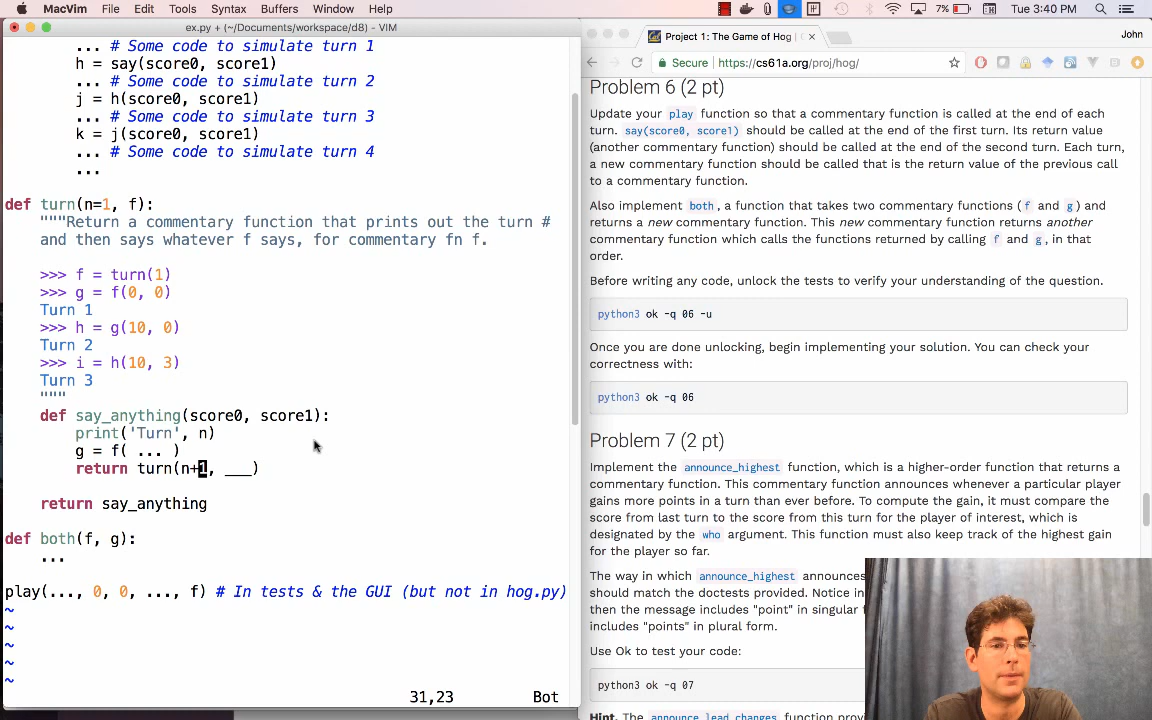 MacVim File Edit Tools Syntax Buffers Window Help 7% Tue 3:40 PM
ex.py + (~/Documents/workspace/d8) - VIM
... # Some code to simulate turn 1
h = say(score0, score1)
... # Some code to simulate turn 2
j = h(score0, score1)
... # Some code to simulate turn 3
k = j(score0, score1)
... # Some code to simulate turn 4
...
def turn(n=1, f):
"""Return a commentary function that prints out the turn #
and then says whatever f says, for commentary fn f.
>>> f = turn(1)
>>> g = f(0, 0)
Turn 1
>>> h = g(10, 0)
Turn 2
>>> i = h(10, 3)
Turn 3
"""
def say_anything(score0, score1):
print('Turn', n)
g = f( ... )
return turn(n+1, ___)
return say_anything
def both(f, g):
...
play(..., 0, 0, ..., f) # In tests & the GUI (but not in hog.py)
~
~
~
~
~
31,23 Bot
Project 1: The Game of Hog | John
Secure https://cs61a.org/proj/hog/
Problem 6 (2 pt)
Update your play function so that a commentary function is called at the end of each
turn. say(score0, score1) should be called at the end of the first turn. Its return value
(another commentary function) should be called at the end of the second turn. Each turn,
a new commentary function should be called that is the return value of the previous call
to a commentary function.
Also implement both, a function that takes two commentary functions (f and g) and
returns a new commentary function. This new commentary function returns another
commentary function which calls the functions returned by calling f and g, in that
order.
Before writing any code, unlock the tests to verify your understanding of the question.
python3 ok -q 06 -u
Once you are done unlocking, begin implementing your solution. You can check your
correctness with:
python3 ok -q 06
Problem 7 (2 pt)
Implement the announce_highest function, which is a higher-order function that returns a
commentary function. This commentary function announces whenever a particular player
gains more points in a turn than ever before. To compute the gain, it must compare the
score from last turn to the score from this turn for the player of interest, which is
designated by the who argument. This function must also keep track of the highest gain
for the player so far.
The way in which announce_highest announces
should match the doctests provided. Notice in
then the message includes "point" in singular
includes "points" in plural form.
Use Ok to test your code:
python3 ok -q 07
Hint. The announce_lead_changes function